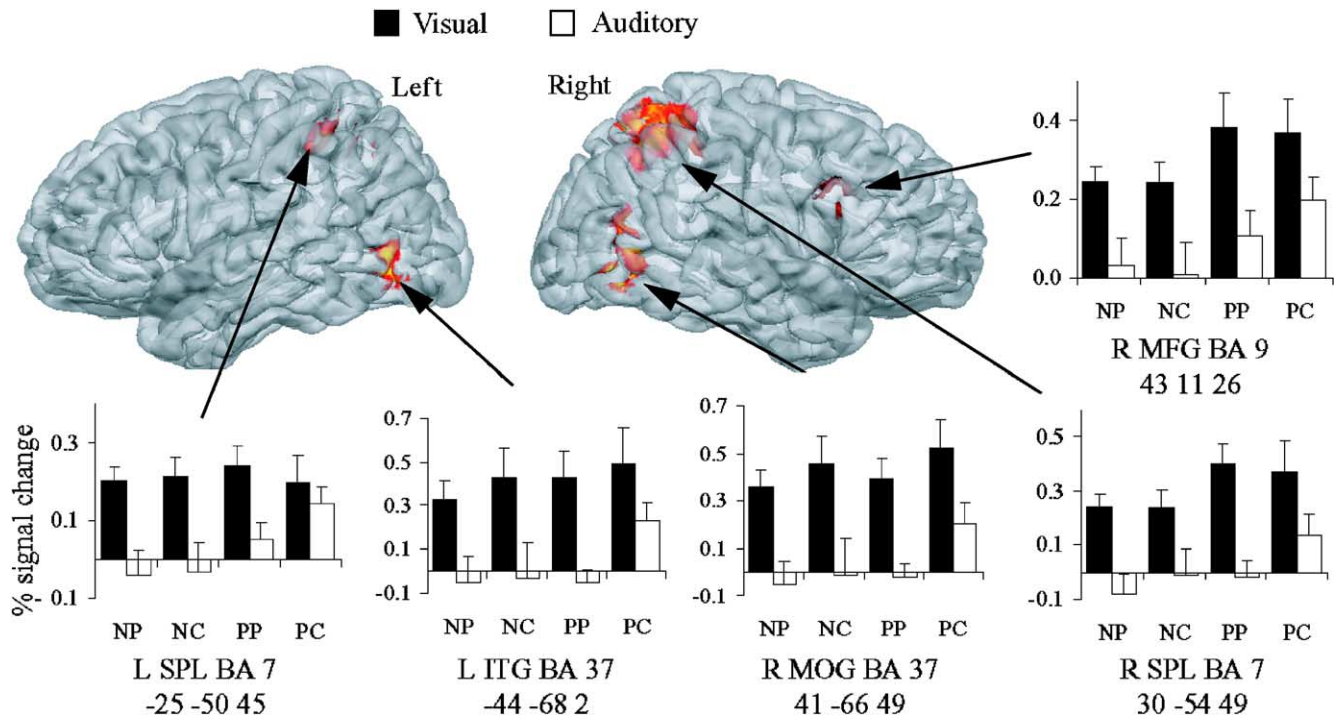 Visual Auditory
Left Right
0.4
0.2
0.0
NP NC PP PC
R MFG BA 9
43 11 26
% signal change
0.3
0.1
0.1
NP NC PP PC
L SPL BA 7
-25 -50 45
0.7
0.5
0.3
0.1
-0.1
NP NC PP PC
L ITG BA 37
-44 -68 2
0.7
0.5
0.3
0.1
-0.1
NP NC PP PC
R MOG BA 37
41 -66 49
0.5
0.3
0.1
-0.1
NP NC PP PC
R SPL BA 7
30 -54 49